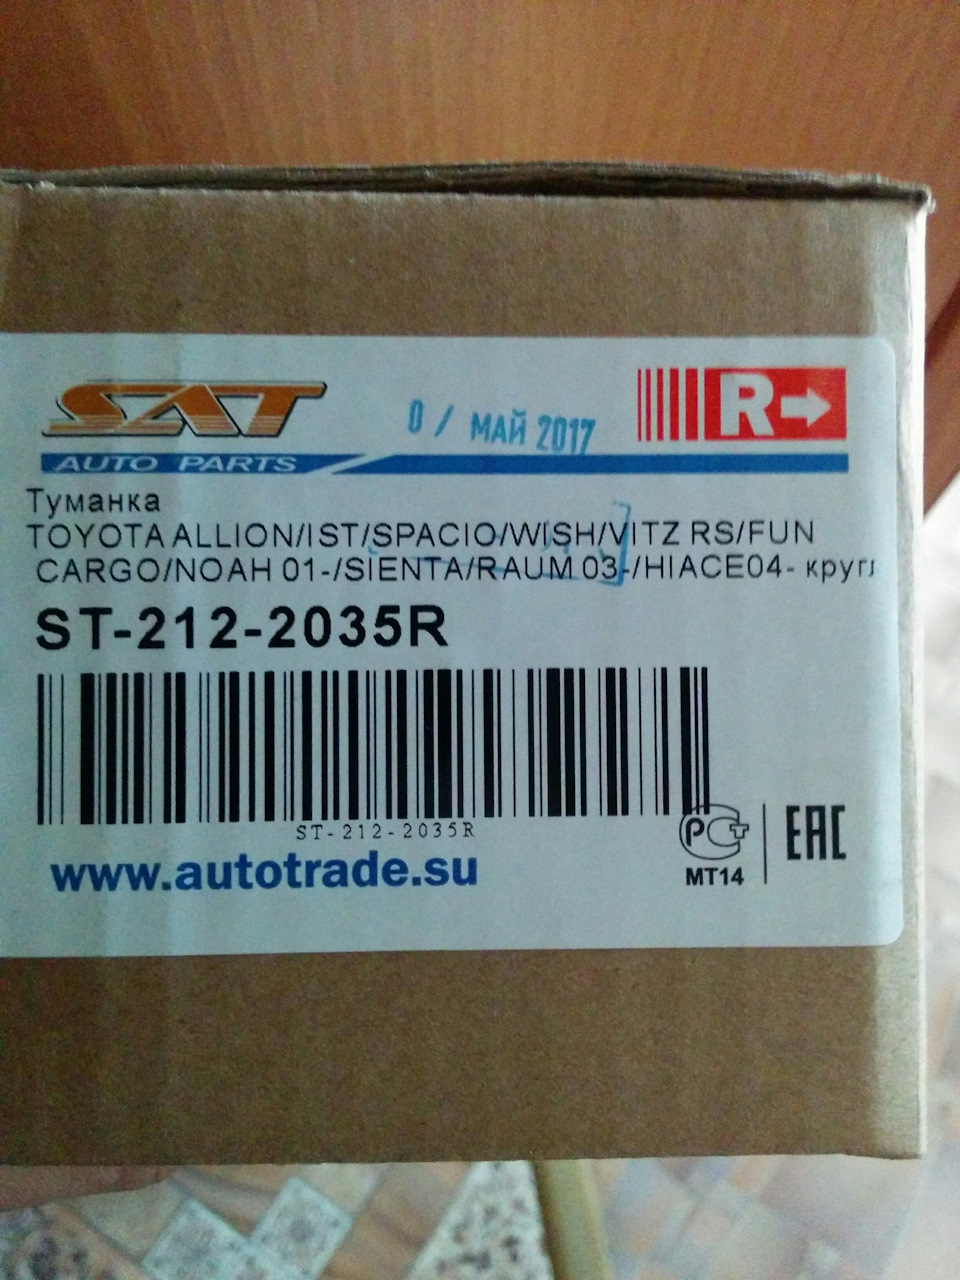 SAT
AUTO PARTS
МАЙ 2017
R
Туманка
TOYOTA ALLION/IST/SPACIO/WISH/VITZ RS/FUN
CARGO/NOAH 01-/SIENTA/RAUM 03-/HIACE04- кругл
ST-212-2035R
ST-212-2035R
www.autotrade.su
РСТ
МТ14
ЕАС